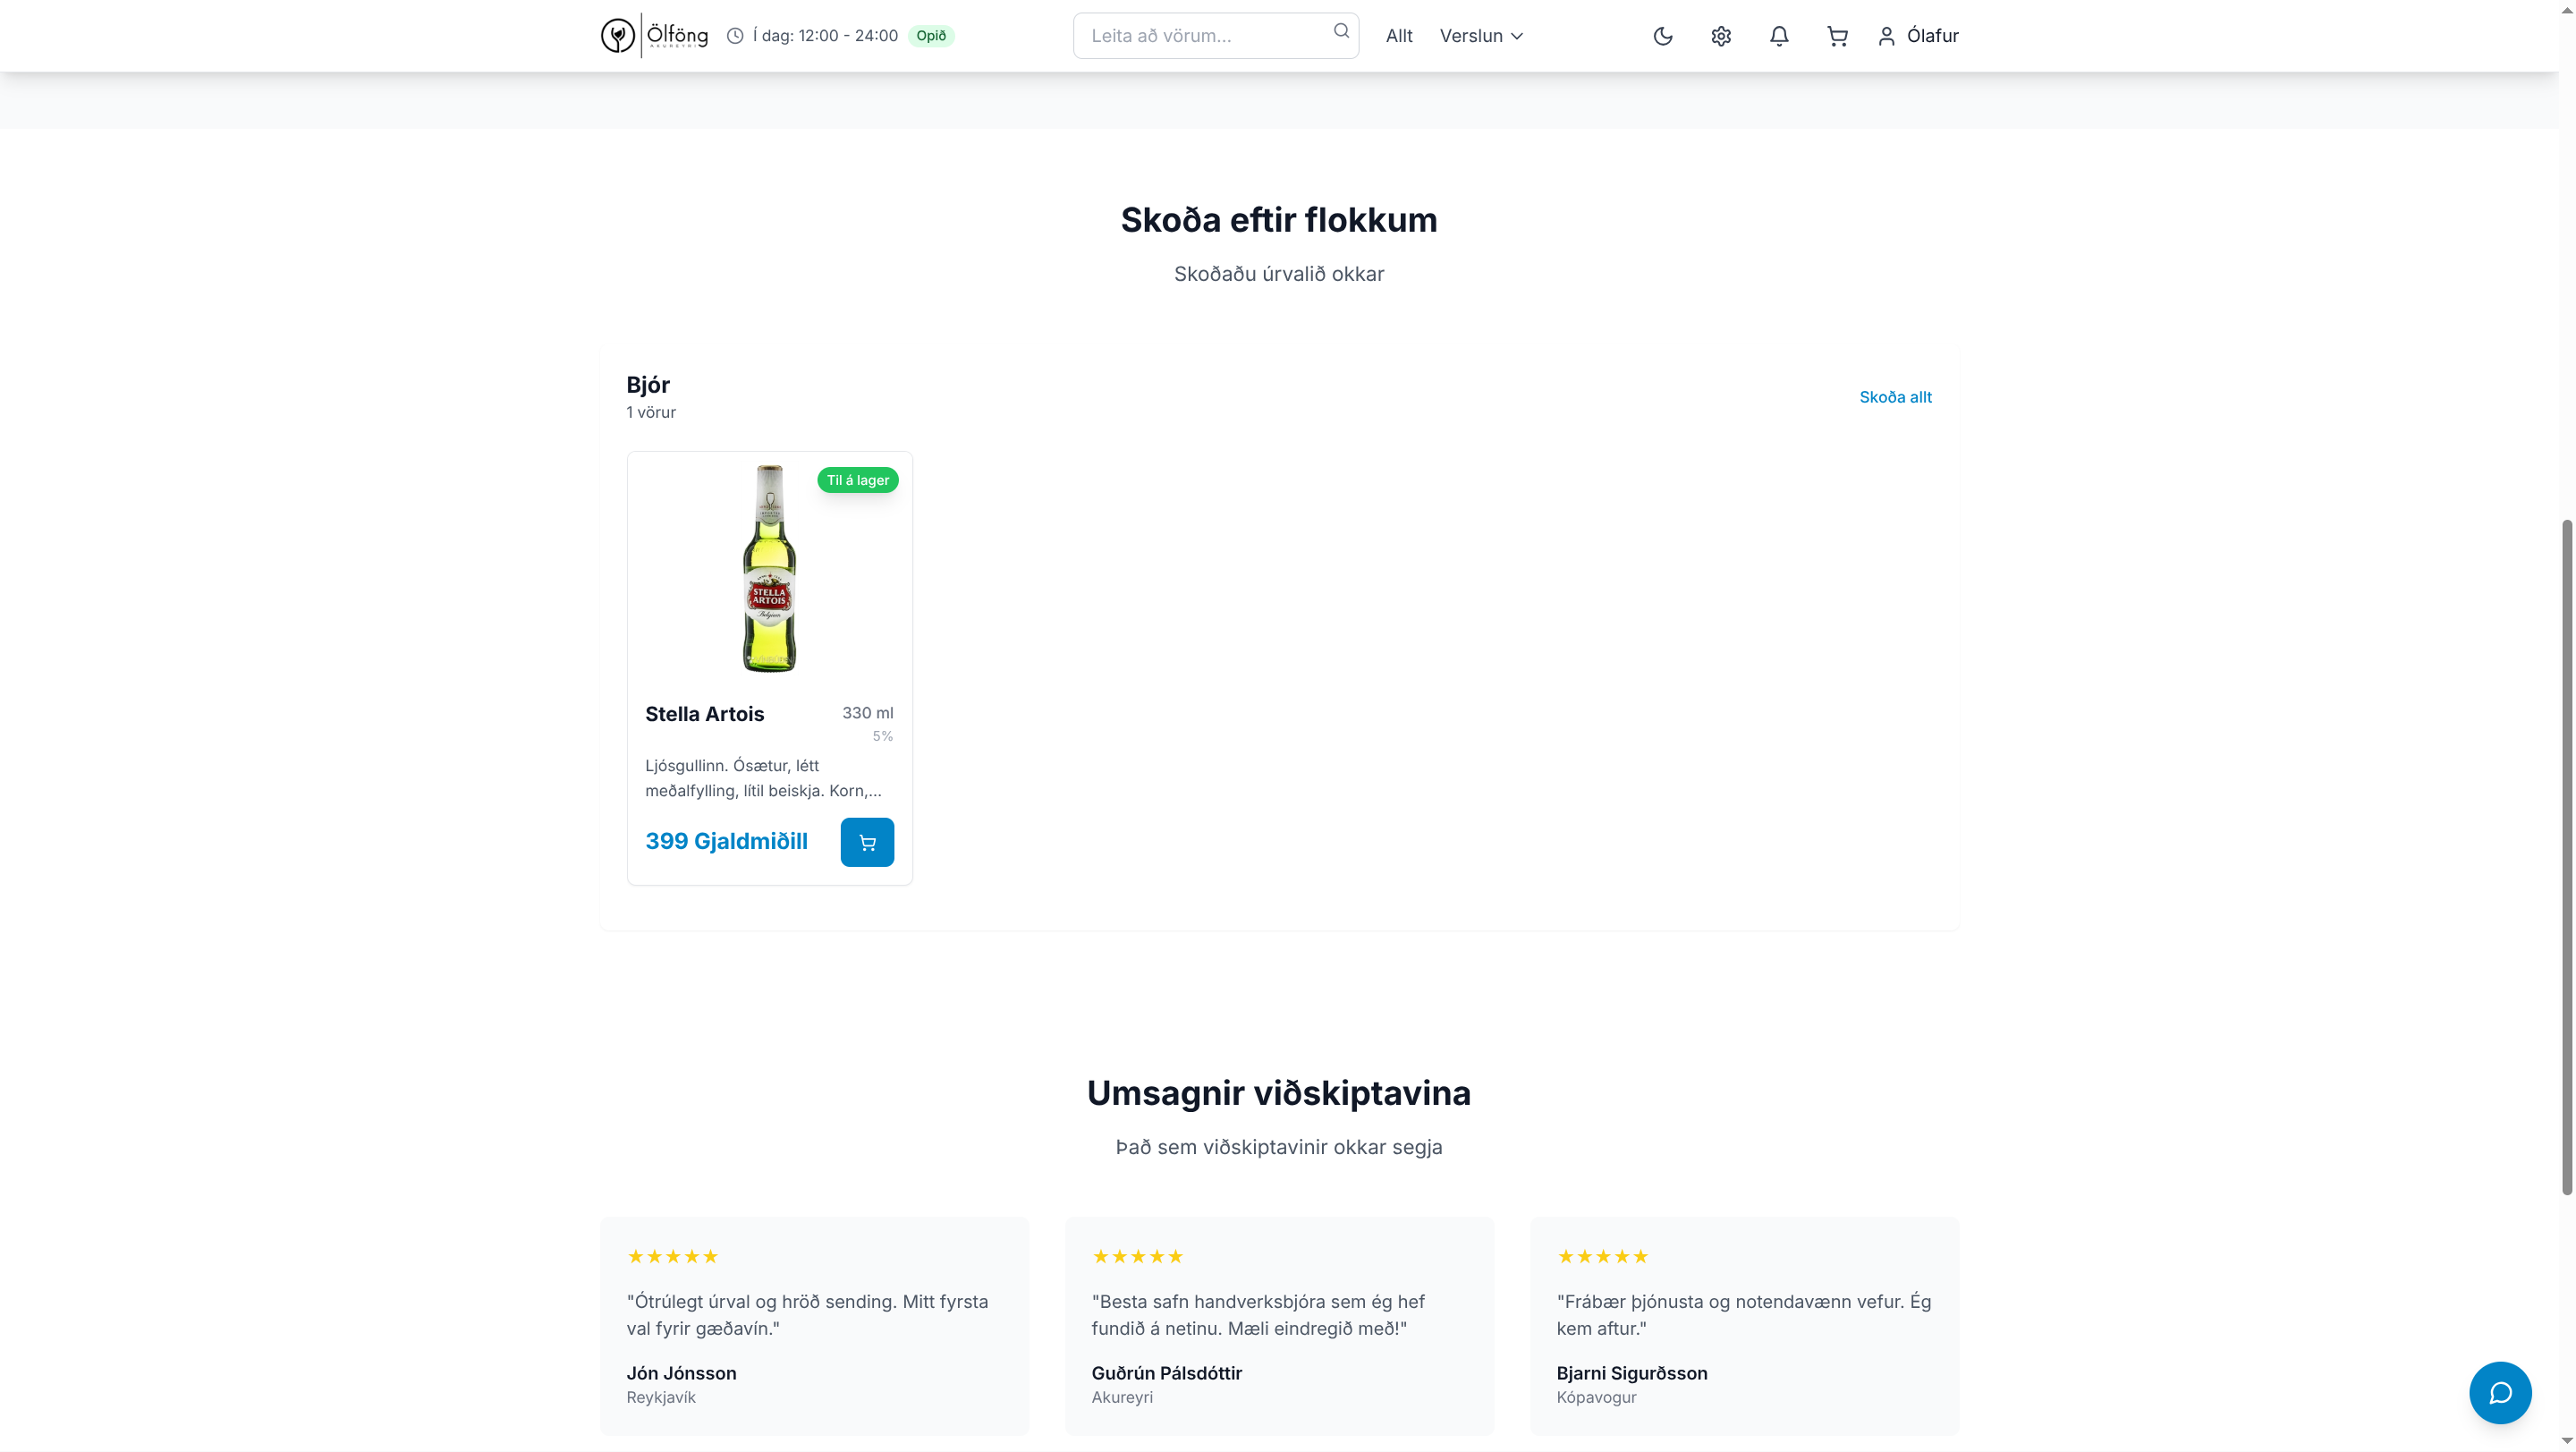 Ölföng
AKUREYRI
Í dag: 12:00 - 24:00
Opið
Leita að vörum...
Allt
Verslun
Ólafur
Skoða eftir flokkum
Skoðaðu úrvalið okkar
Bjór
1 vörur
Skoða allt
Til á lager
STELLA
ARTOIS
Belgium
Stella Artois
330 ml
5%
Ljósgullinn. Ósætur, létt
meðalfylling, lítil beiskja. Korn,...
399 Gjaldmiðill
Umsagnir viðskiptavina
Það sem viðskiptavinir okkar segja
"Ótrúlegt úrval og hröð sending. Mitt fyrsta
val fyrir gæðavín."
Jón Jónsson
Reykjavík
"Besta safn handverksbjóra sem ég hef
fundið á netinu. Mæli eindregið með!"
Guðrún Pálsdóttir
Akureyri
"Frábær þjónusta og notendavænn vefur. Ég
kem aftur."
Bjarni Sigurðsson
Kópavogur